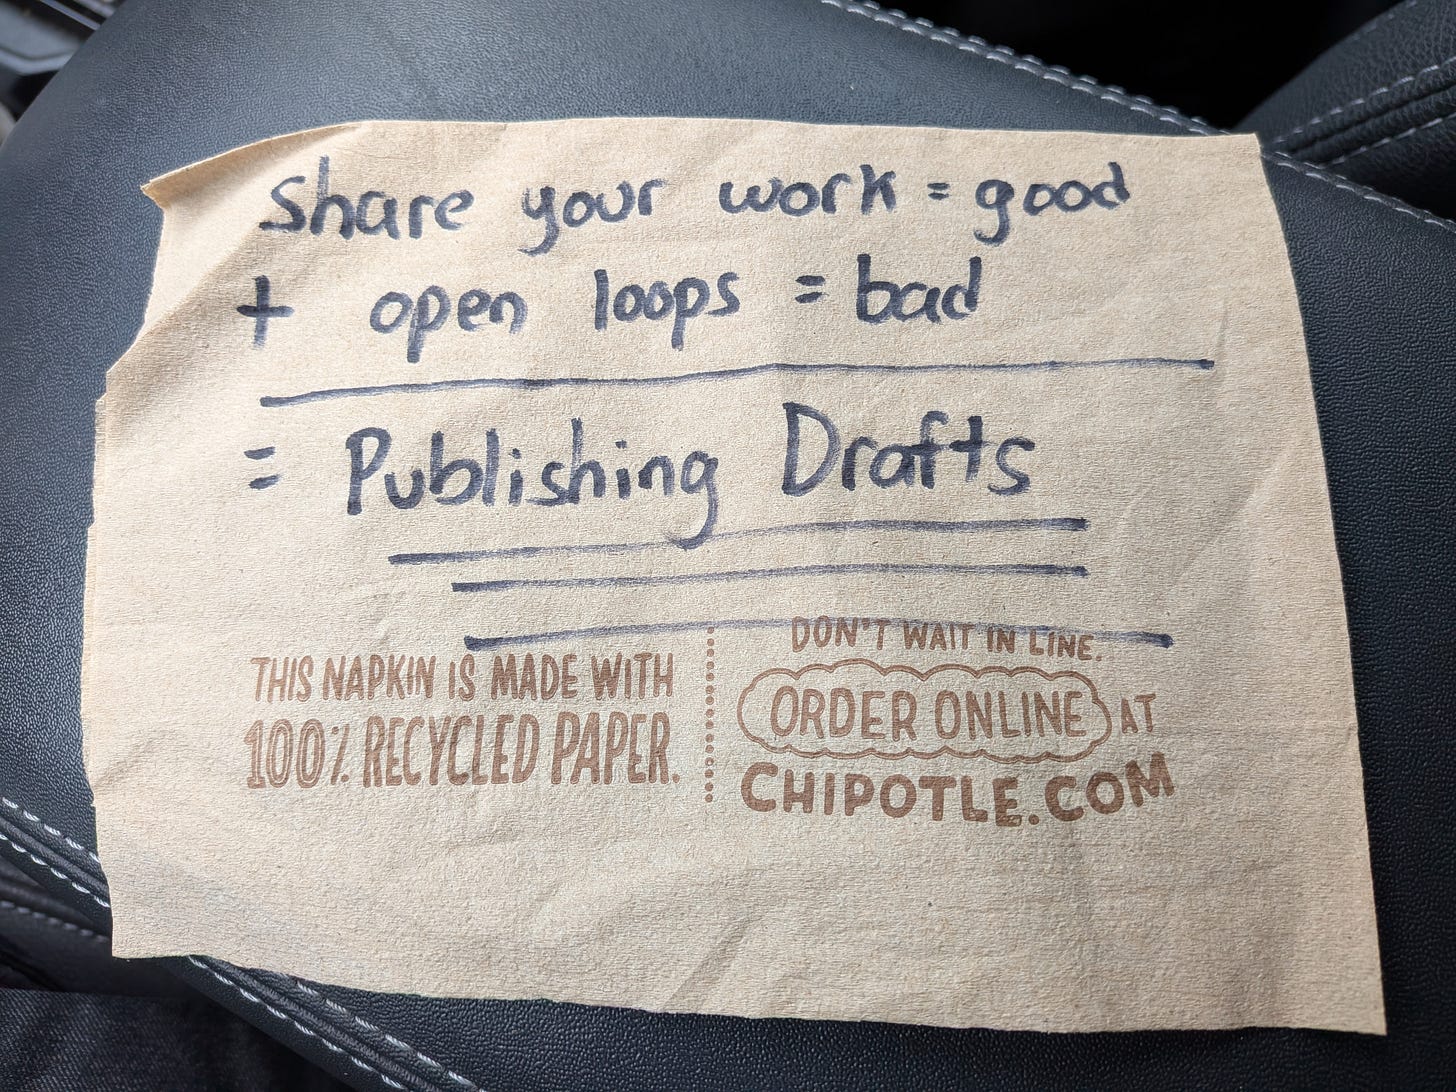 Share your work = good
+ open loops = bad
= Publishing Drafts
THIS NAPKIN IS MADE WITH
100% RECYCLED PAPER.
DON'T WAIT IN LINE.
ORDER ONLINE AT
CHIPOTLE.COM